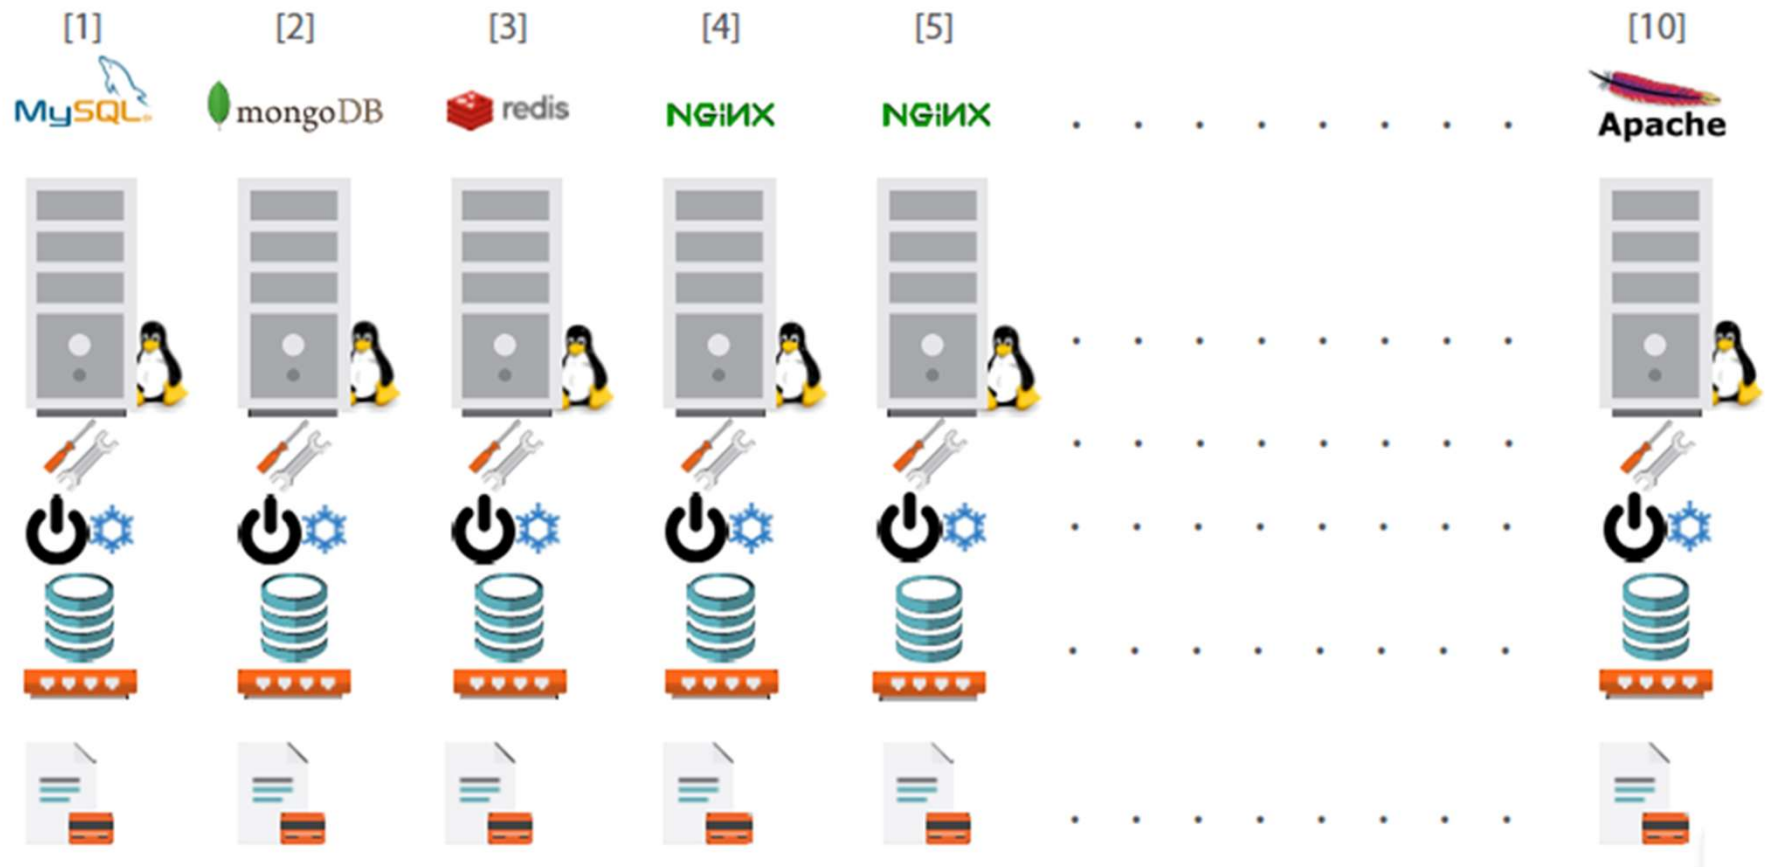 [1] [2] [3] [4] [5] [10]
MySQL mongoDB redis NGiNX NGiNX Apache